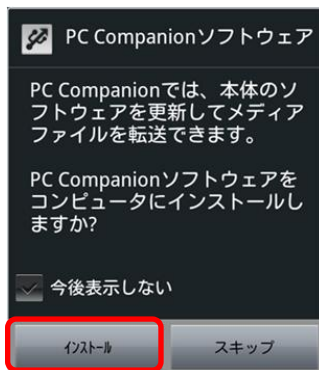 PC Companionソフトウェア
PC Companionでは、本体のソ
フトウェアを更新してメディア
ファイルを転送できます。
PC Companionソフトウェアを
コンピュータにインストールし
ますか?
今後表示しない
インストール
スキップ